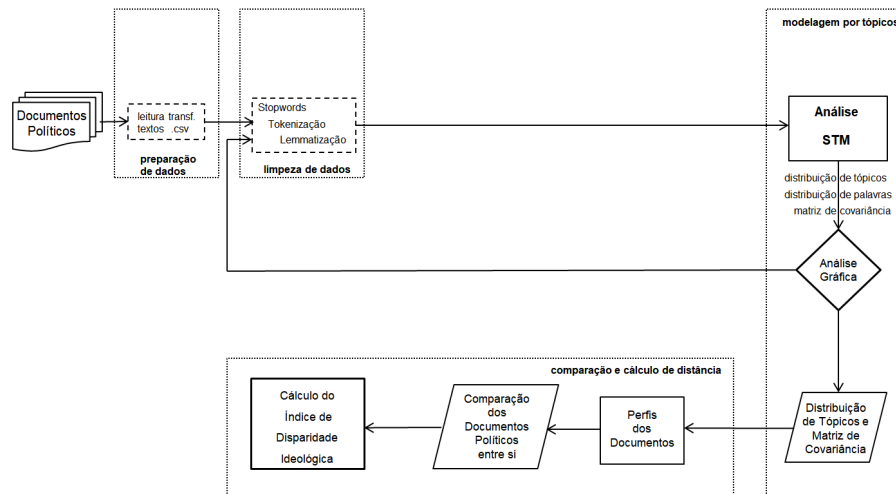 modelagem por tópicos
Documentos
Políticos
leitura transf.
textos .csv
preparação
de dados
Stopwords
Tokenização
Lemmatização
limpeza de dados
Análise
STM
distribuição de tópicos
distribuição de palavras
matriz de covariância
Análise
Gráfica
Distribuição
de Tópicos e
Matriz de
Covariância
comparação e cálculo de distância
Perfis
dos
Documentos
Comparação
dos
Documentos
Políticos
entre si
Cálculo do
Índice de
Disparidade
Ideológica